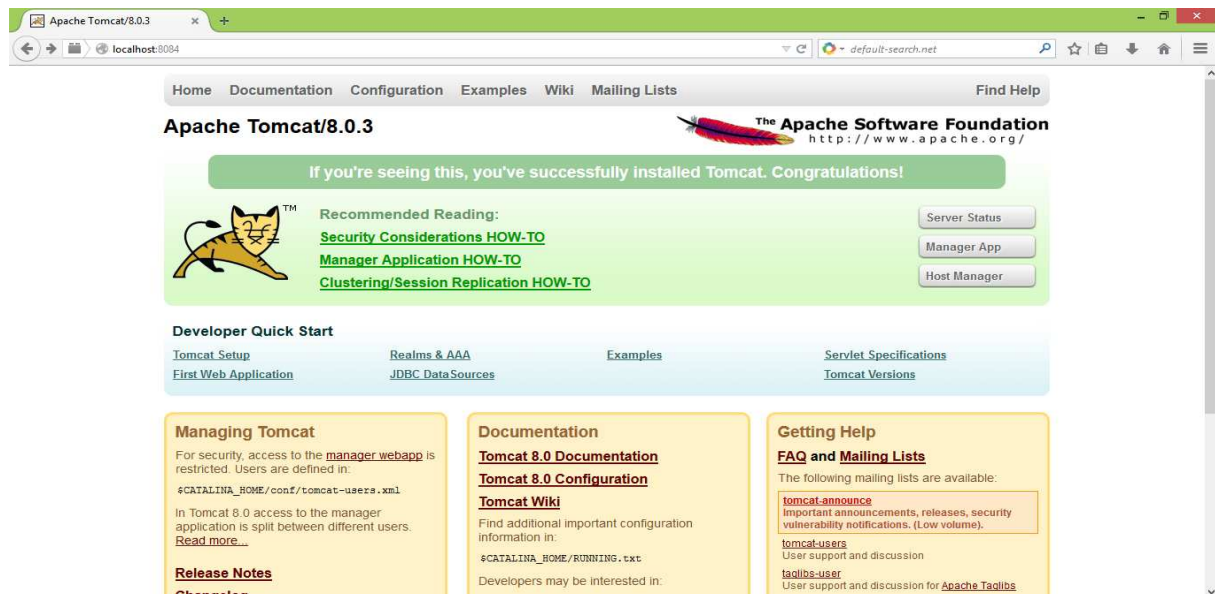 Apache Tomcat/8.0.3
localhost:8084
default-search.net
Home Documentation Configuration Examples Wiki Mailing Lists Find Help
Apache Tomcat/8.0.3
The Apache Software Foundation
http://www.apache.org/
If you're seeing this, you've successfully installed Tomcat. Congratulations!
TM
Recommended Reading:
Security Considerations HOW-TO
Manager Application HOW-TO
Clustering/Session Replication HOW-TO
Server Status
Manager App
Host Manager
Developer Quick Start
Tomcat Setup
First Web Application
Realms & AAA
JDBC DataSources
Examples
Servlet Specifications
Tomcat Versions
Managing Tomcat
For security, access to the manager webapp is
restricted. Users are defined in:
$CATALINA_HOME/conf/tomcat-users.xml
In Tomcat 8.0 access to the manager
application is split between different users.
Read more...
Release Notes
Changelog
Documentation
Tomcat 8.0 Documentation
Tomcat 8.0 Configuration
Tomcat Wiki
Find additional important configuration
information in:
$CATALINA_HOME/RUNNING.txt
Developers may be interested in:
Getting Help
FAQ and Mailing Lists
The following mailing lists are available:
tomcat-announce
Important announcements, releases, security
vulnerability notifications. (Low volume).
tomcat-users
User support and discussion
taglibs-user
User support and discussion for Apache Taglibs